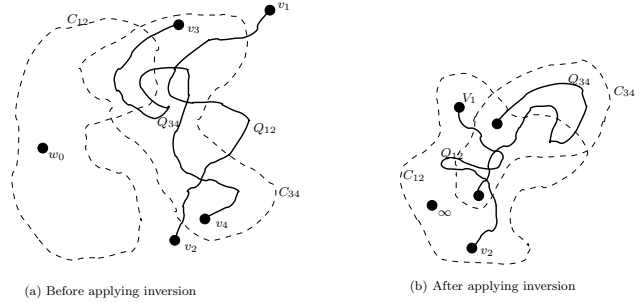 v1
C12
v3
Q34
Q12
w0
C34
v4
v2
(a) Before applying inversion
Q34
C34
V1
Q12
C12
∞
v2
(b) After applying inversion